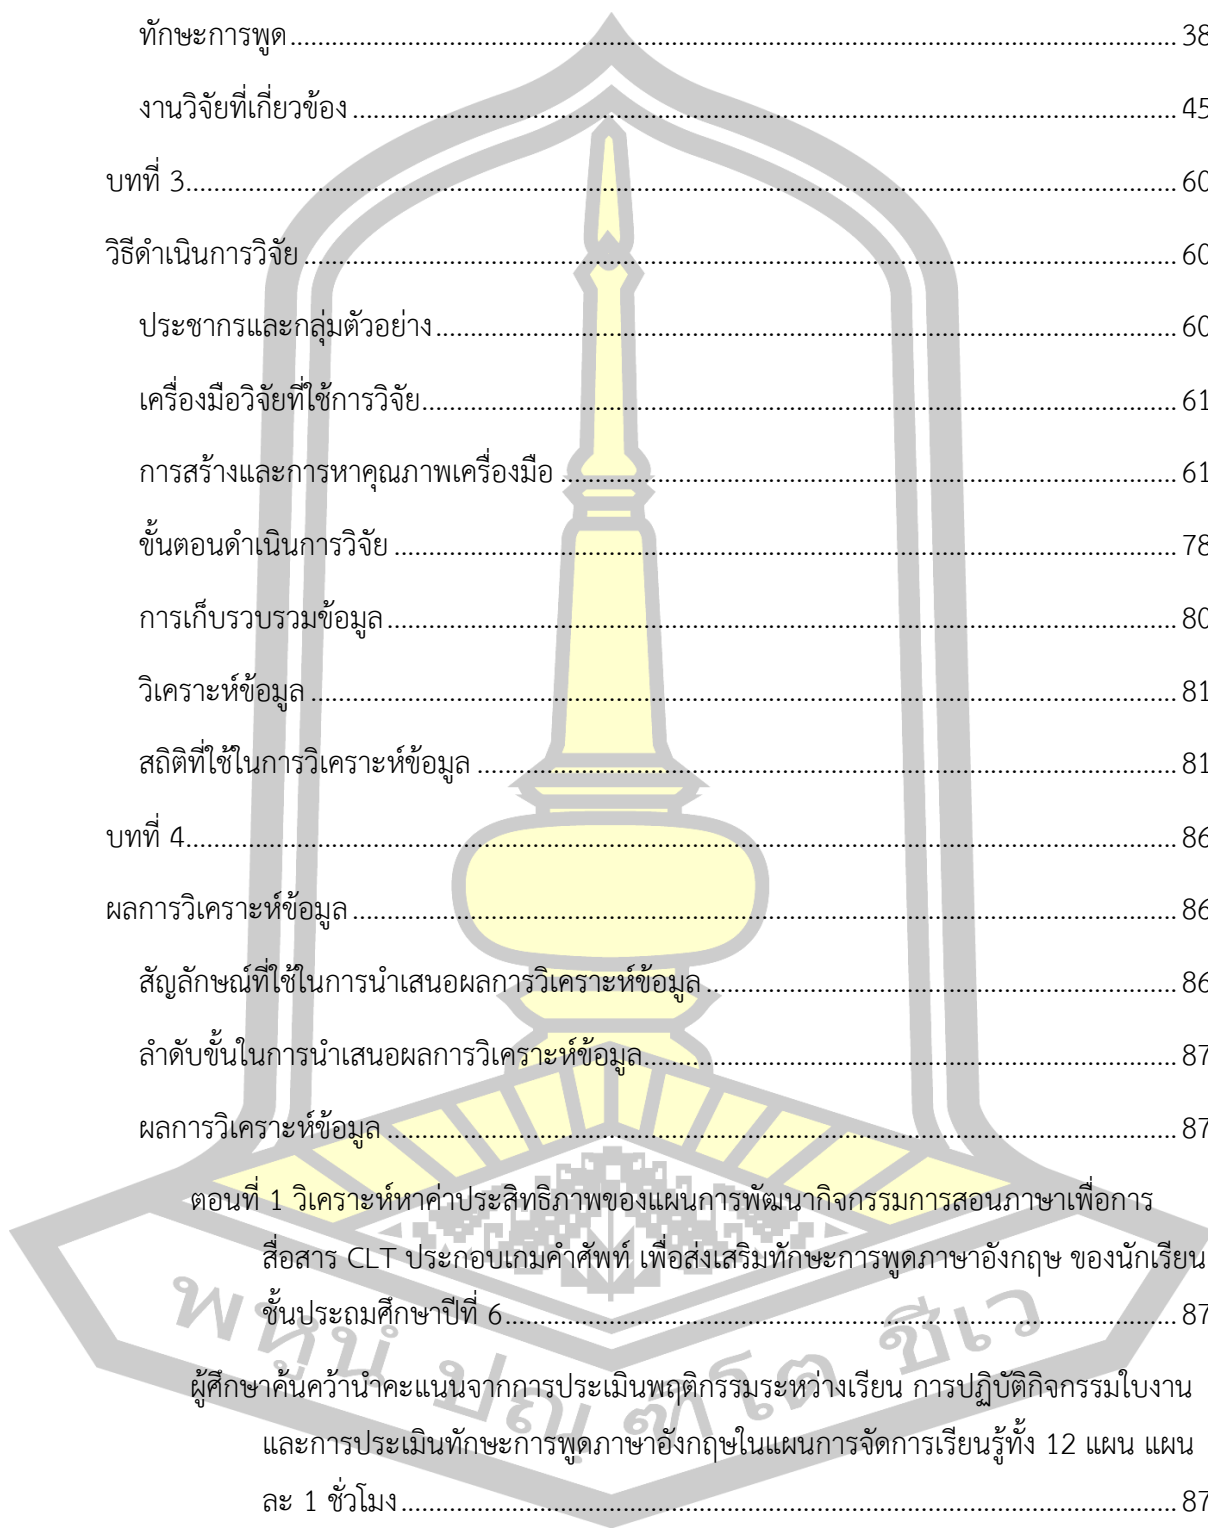 ทักษะการพูด 38
งานวิจัยที่เกี่ยวข้อง 45
บทที่ 3 60
วิธีดำเนินการวิจัย 60
ประชากรและกลุ่มตัวอย่าง 60
เครื่องมือวิจัยที่ใช้การวิจัย 61
การสร้างและการหาคุณภาพเครื่องมือ 61
ขั้นตอนดำเนินการวิจัย 78
การเก็บรวบรวมข้อมูล 80
วิเคราะห์ข้อมูล 81
สถิติที่ใช้ในการวิเคราะห์ข้อมูล 81
บทที่ 4 86
ผลการวิเคราะห์ข้อมูล 86
สัญลักษณ์ที่ใช้ในการนำเสนอผลการวิเคราะห์ข้อมูล 86
ลำดับขั้นในการนำเสนอผลการวิเคราะห์ข้อมูล 87
ผลการวิเคราะห์ข้อมูล 87
ตอนที่ 1 วิเคราะห์หาค่าประสิทธิภาพของแผนการพัฒนากิจกรรมการสอนภาษาเพื่อการ
สื่อสาร CLT ประกอบเกมคำศัพท์ เพื่อส่งเสริมทักษะการพูดภาษาอังกฤษ ของนักเรียน
ชั้นประถมศึกษาปีที่ 6 87
ผู้ศึกษาค้นคว้านำคะแนนจากการประเมินพฤติกรรมระหว่างเรียน การปฏิบัติกิจกรรมใบงาน
และการประเมินทักษะการพูดภาษาอังกฤษในแผนการจัดการเรียนรู้ทั้ง 12 แผน แผน
ละ 1 ชั่วโมง 87
พหูนํ ปณฺฑิโต ชีเว